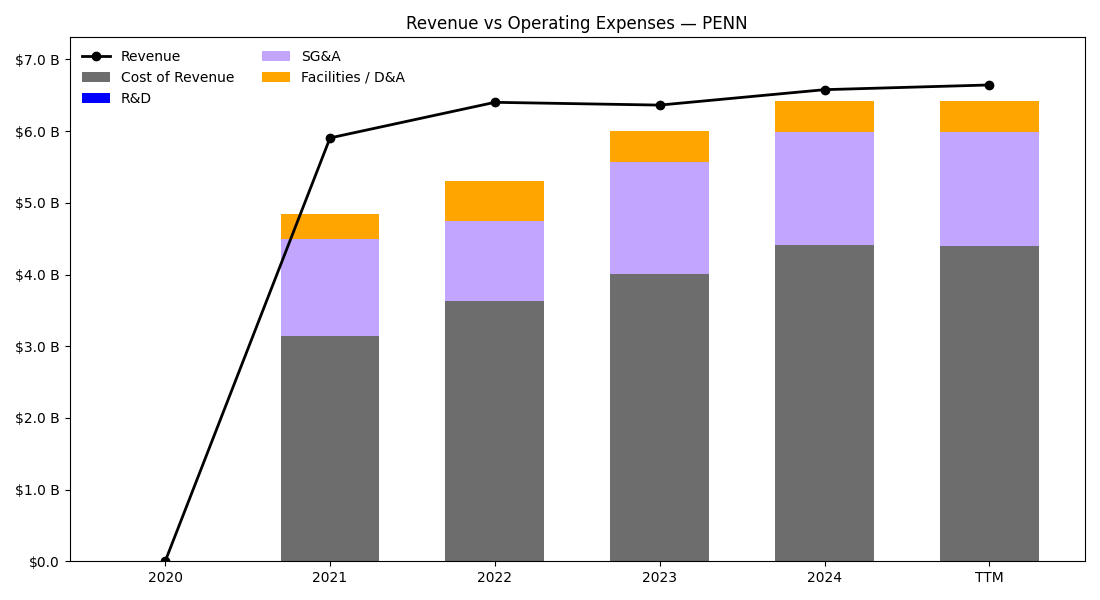 Revenue vs Operating Expenses — PENN
Revenue
Cost of Revenue
R&D
SG&A
Facilities / D&A
$7.0 B
$6.0 B
$5.0 B
$4.0 B
$3.0 B
$2.0 B
$1.0 B
$0.0
2020
2021
2022
2023
2024
TTM